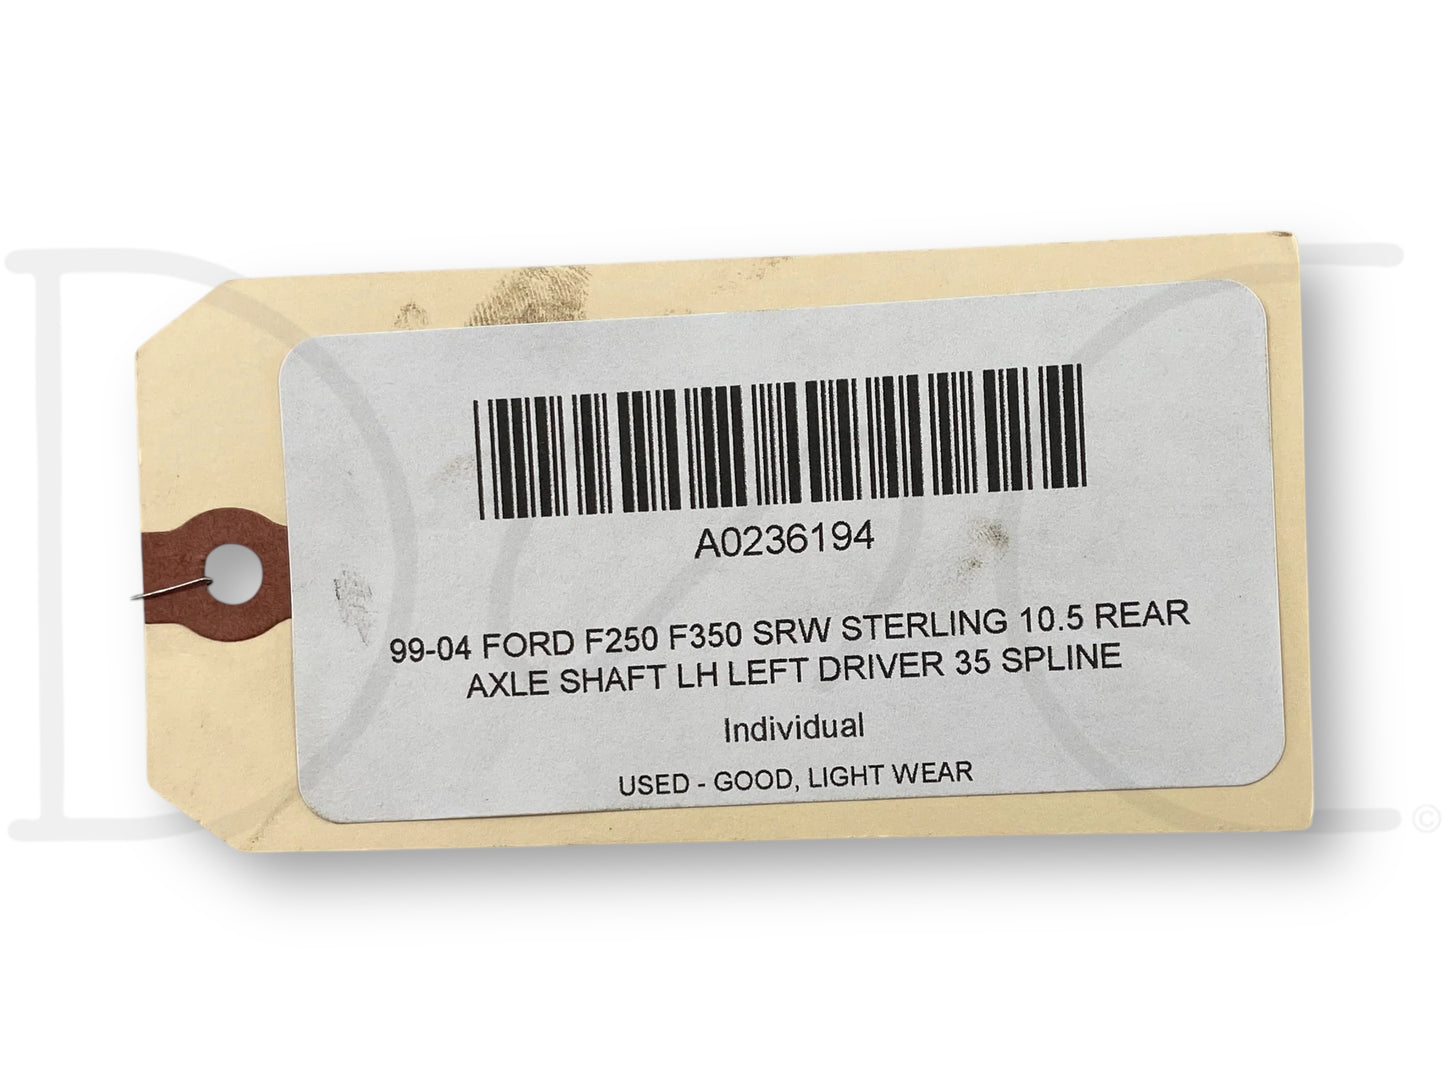 A0236194
99-04 FORD F250 F350 SRW STERLING 10.5 REAR
AXLE SHAFT LH LEFT DRIVER 35 SPLINE
Individual
USED - GOOD, LIGHT WEAR
©